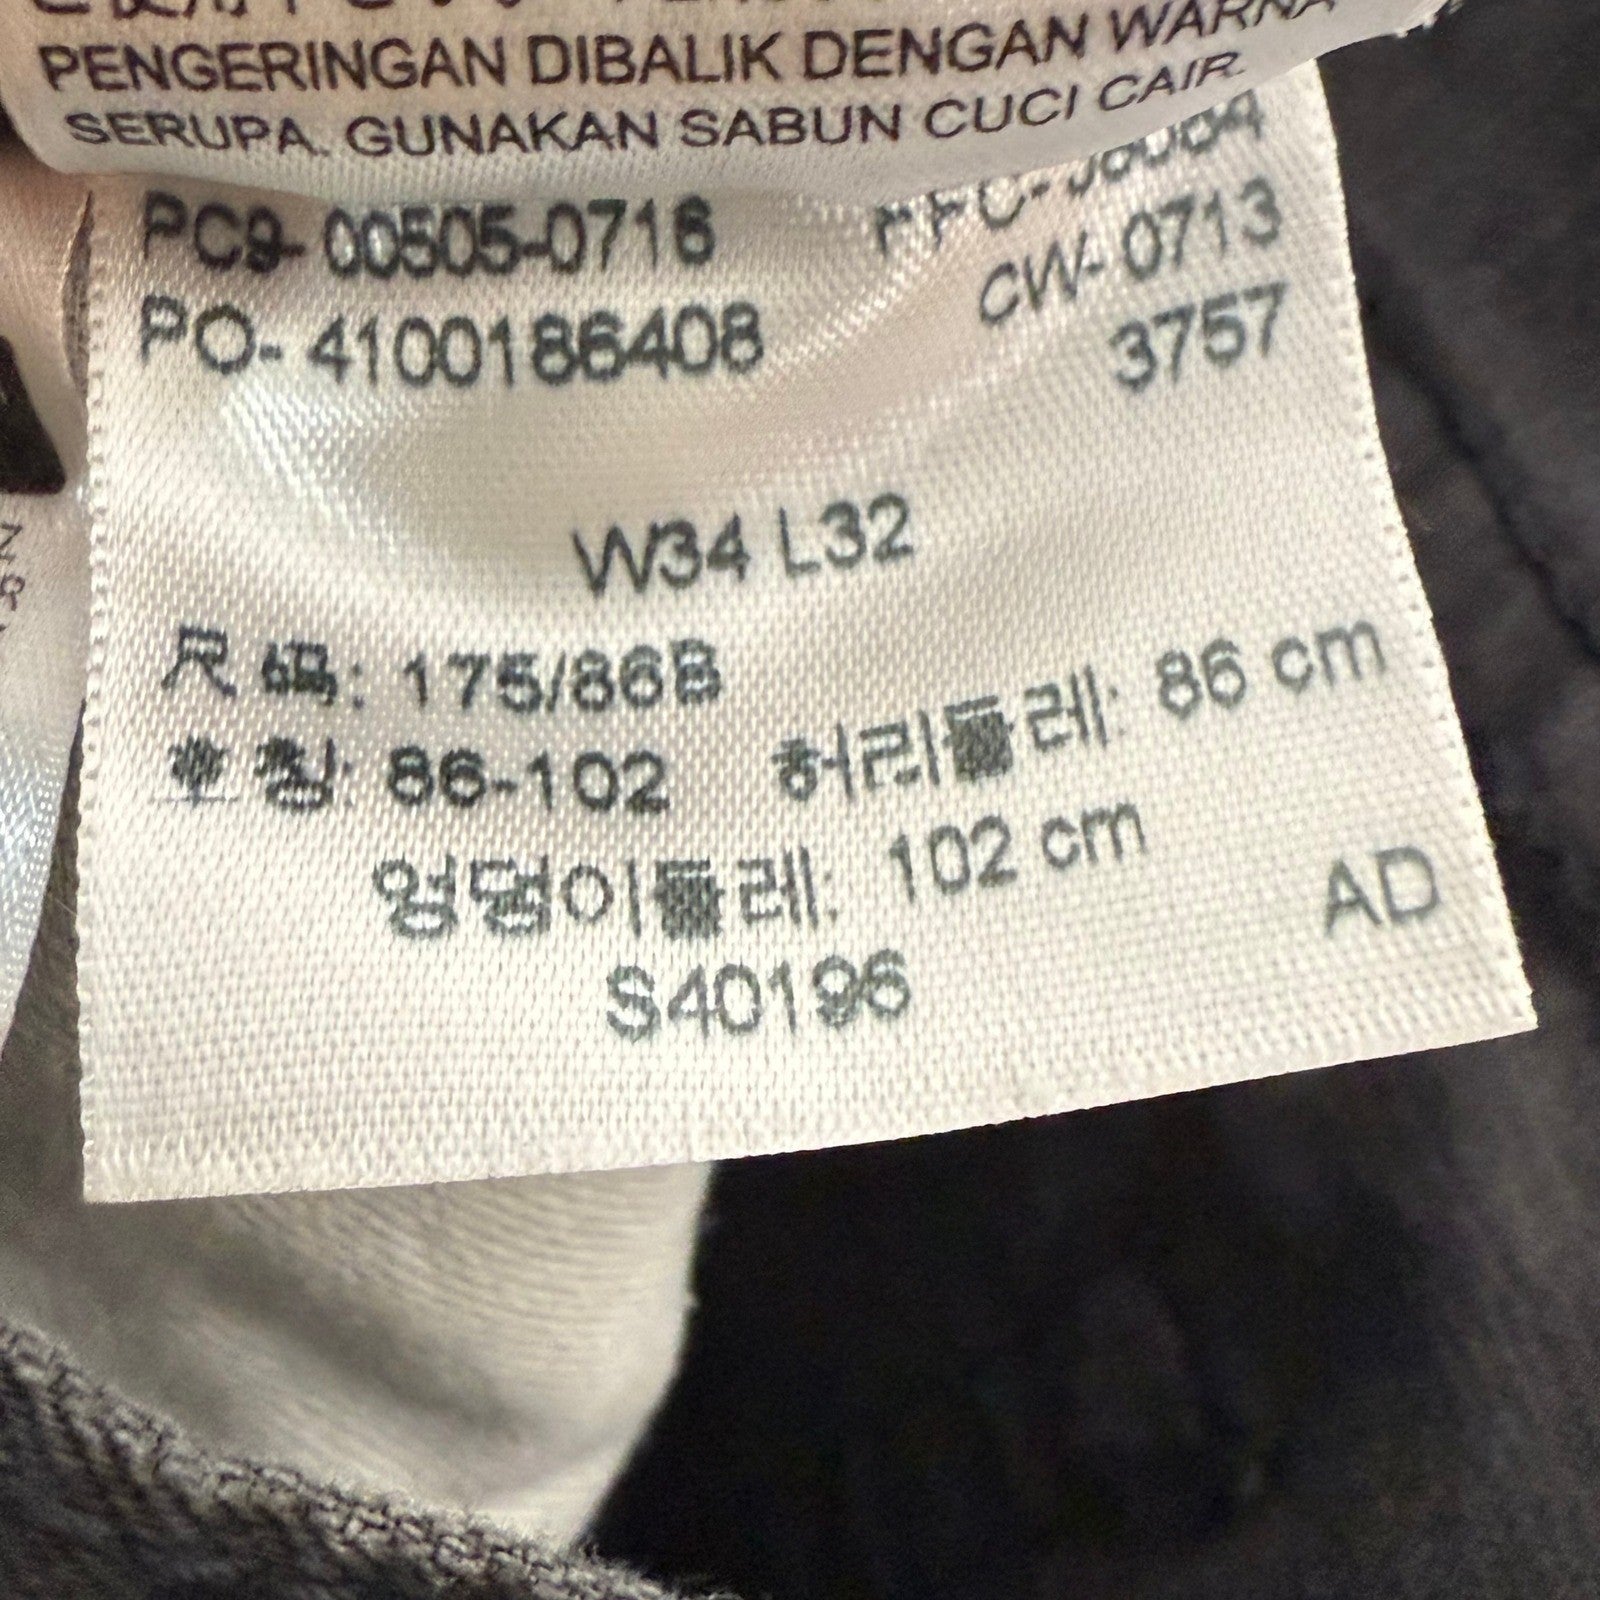 PENGERINGAN DIBALIK DENGAN WARNA
SERUPA. GUNAKAN SABUN CUCI CAIR.
PC9- 00505-0716
CW- 0713
PO- 4100186408
3757
W34 L32
尺 码: 175/86B
호칭: 86-102 허리둘레: 86 cm
엉덩이둘레: 102 cm
AD
S40196